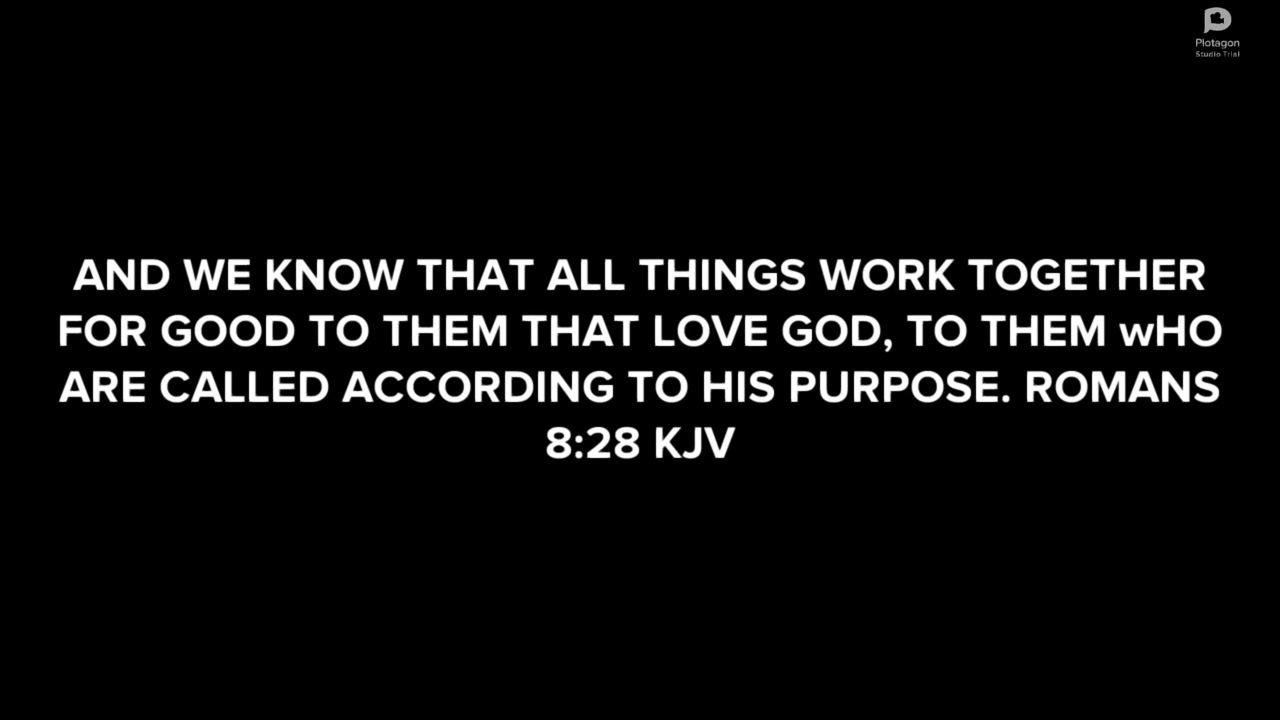 Plotagon
Studio Trial
AND WE KNOW THAT ALL THINGS WORK TOGETHER
FOR GOOD TO THEM THAT LOVE GOD, TO THEM wHO
ARE CALLED ACCORDING TO HIS PURPOSE. ROMANS
8:28 KJV